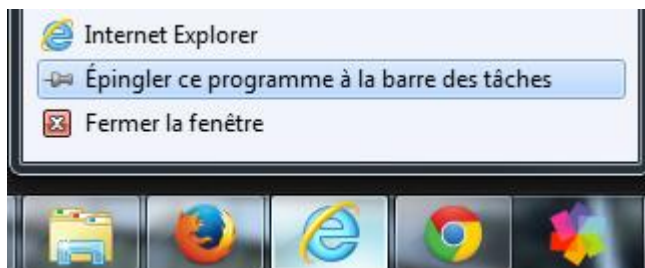 Internet Explorer
Épingler ce programme à la barre des tâches
Fermer la fenêtre